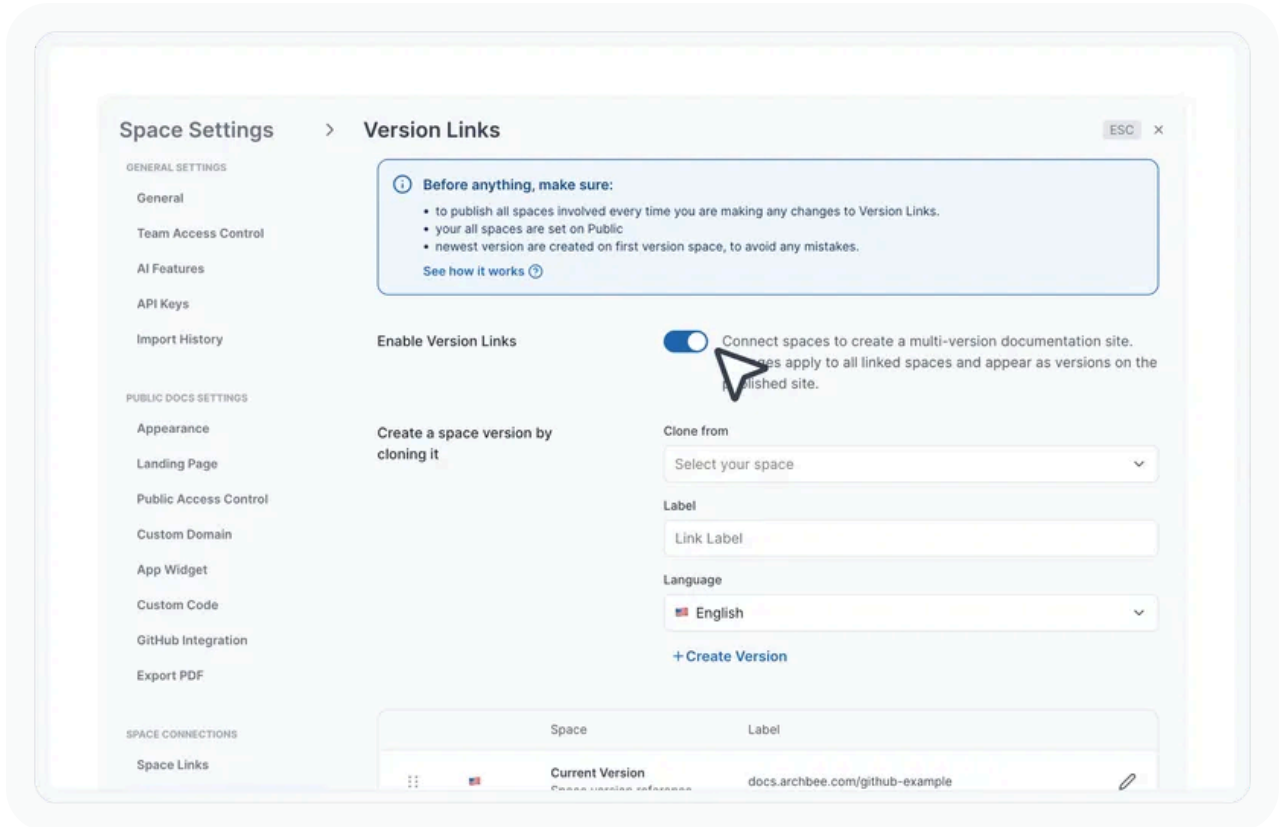 Space Settings
Version Links
ESC
GENERAL SETTINGS
General
Team Access Control
AI Features
API Keys
Import History
PUBLIC DOCS SETTINGS
Appearance
Landing Page
Public Access Control
Custom Domain
App Widget
Custom Code
GitHub Integration
Export PDF
SPACE CONNECTIONS
Space Links
Before anything, make sure:
• to publish all spaces involved every time you are making any changes to Version Links.
• your all spaces are set on Public
• newest version are created on first version space, to avoid any mistakes.
See how it works
Enable Version Links
Connect spaces to create a multi-version documentation site.
apply to all linked spaces and appear as versions on the
site.
Create a space version by
cloning it
Clone from
Select your space
Label
Link Label
Language
English
+ Create Version
Space
Label
Current Version
Space version reference
docs.archbee.com/github-example